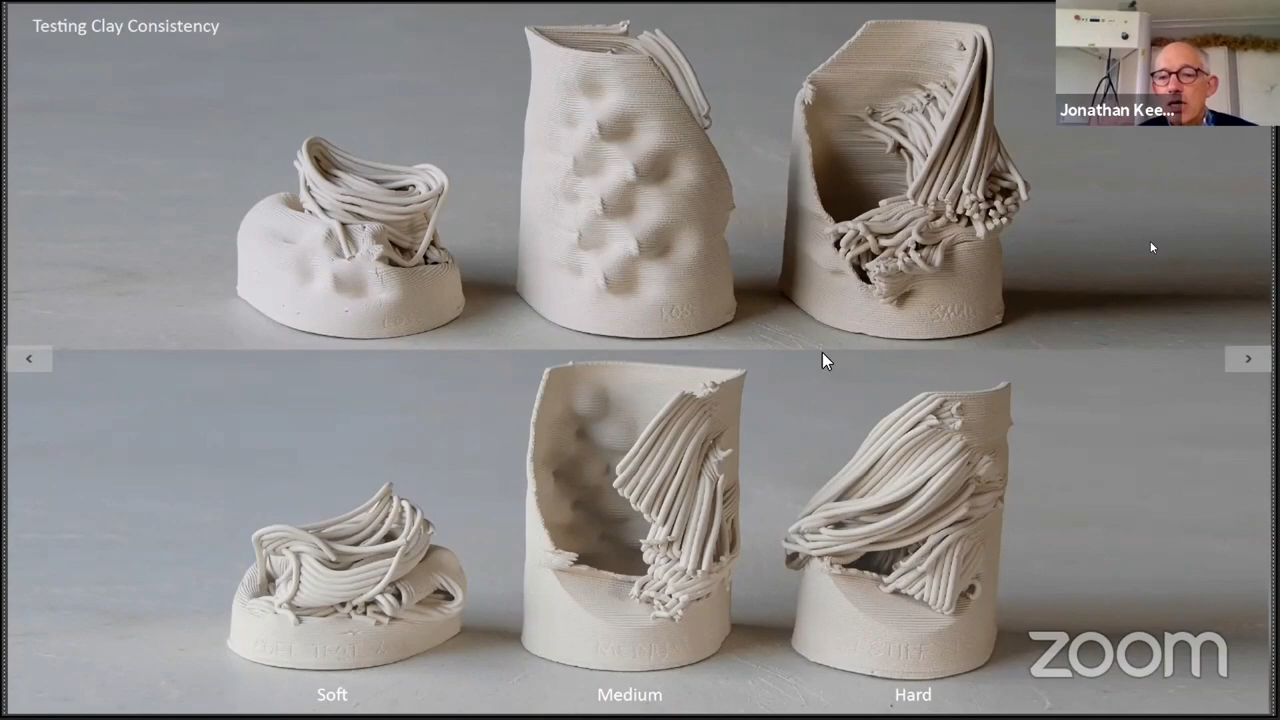 Testing Clay Consistency
Jonathan Kee...
Soft
Medium
Hard
zoom